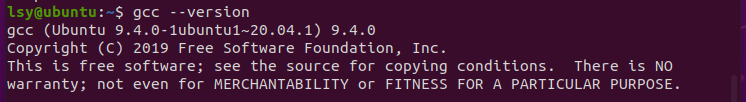 lsy@ubuntu:~$ gcc --version
gcc (Ubuntu 9.4.0-1ubuntu1~20.04.1) 9.4.0
Copyright (C) 2019 Free Software Foundation, Inc.
This is free software; see the source for copying conditions.  There is NO
warranty; not even for MERCHANTABILITY or FITNESS FOR A PARTICULAR PURPOSE.